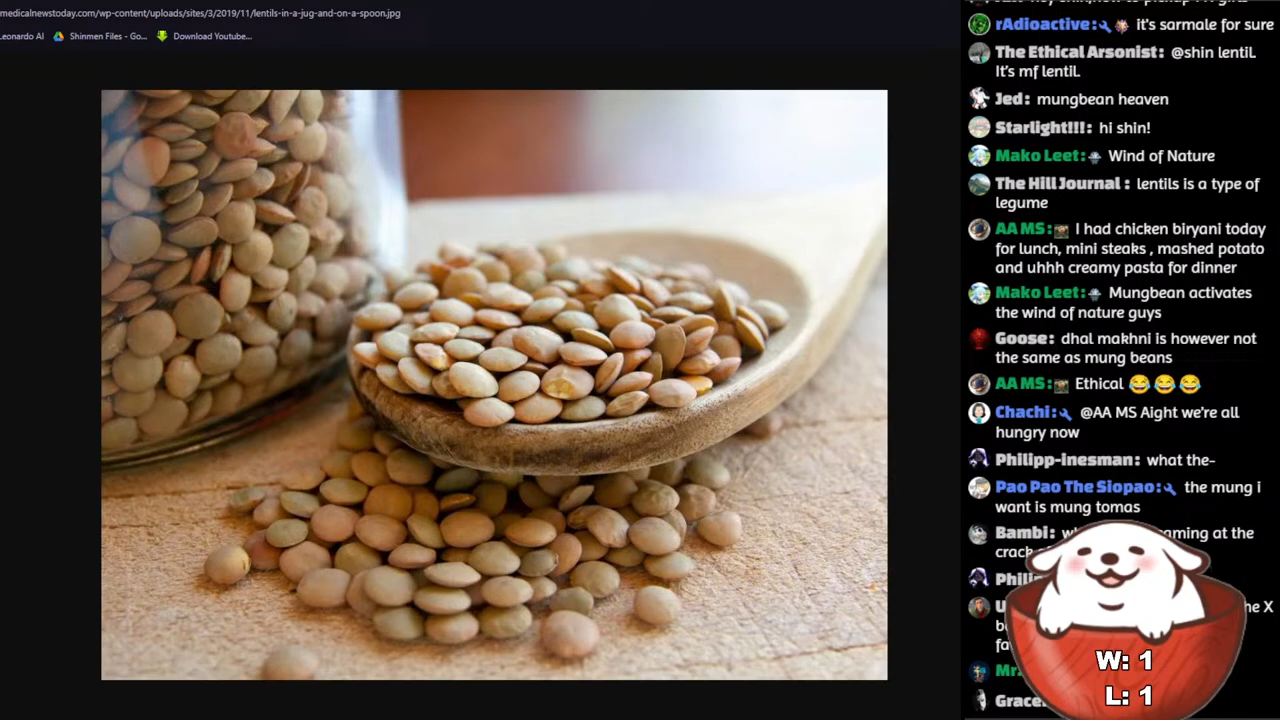 medicalnewstoday.com/wp-content/uploads/sites/3/2019/11/lentils-in-a-jug-and-on-a-spoon.jpg
Leonardo AI Shinmen Files - Go... Download Youtube...
rAdioactive: it's sarmale for sure
The Ethical Arsonist: @shin lentil.
It's mf lentil.
Jed: mungbean heaven
Starlight!!!: hi shin!
Mako Leet: Wind of Nature
The Hill Journal : lentils is a type of
legume
AA MS: I had chicken biryani today
for lunch, mini steaks , mashed potato
and uhhh creamy pasta for dinner
Mako Leet: Mungbean activates
the wind of nature guys
Goose: dhal makhni is however not
the same as mung beans
AA MS: Ethical 😂 😂 😂
Chachi: @AA MS Aight we're all
hungry now
Philipp-inesman: what the-
Pao Pao The Siopao: the mung i
want is mung tomas
Bambi: aming at the
W: 1
L: 1